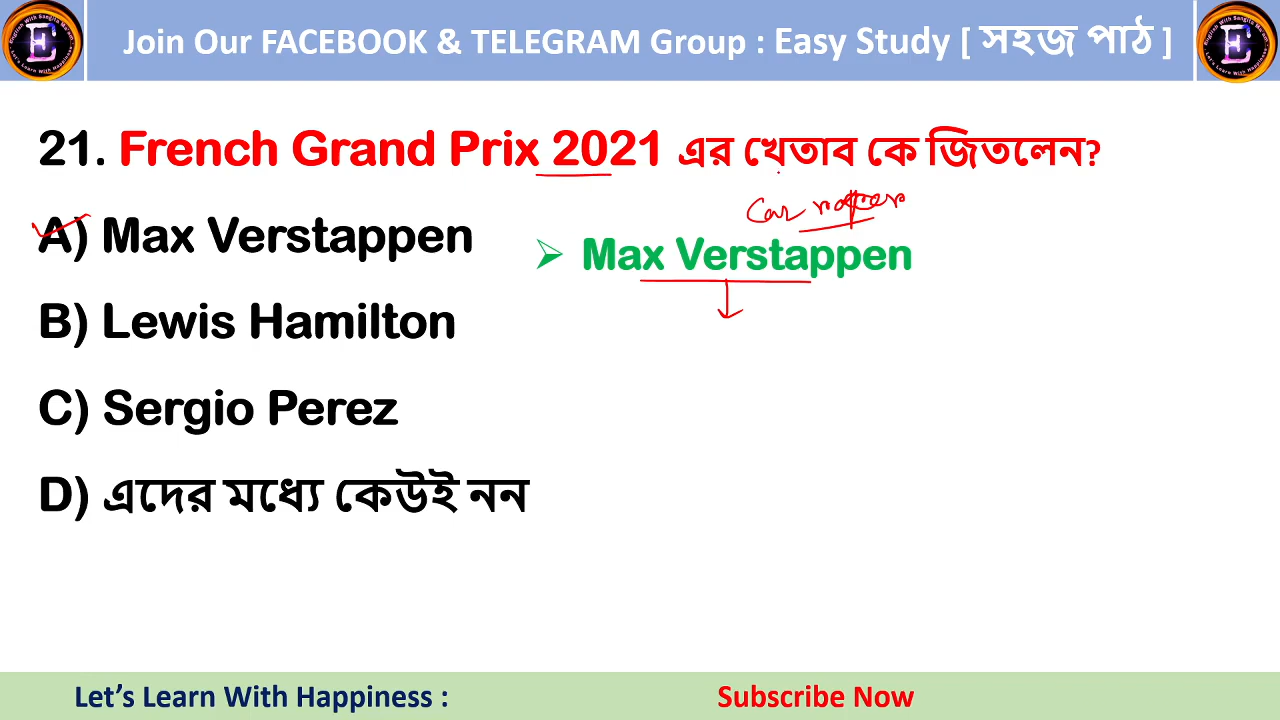 Join Our FACEBOOK & TELEGRAM Group : Easy Study [ সহজ পাঠ ]
21. French Grand Prix 2021 এর খেতাব কে জিতলেন?
A) Max Verstappen
Car
➢ Max Verstappen
B) Lewis Hamilton
C) Sergio Perez
D) এদের মধ্যে কেউই নন
Let's Learn With Happiness :
Subscribe Now